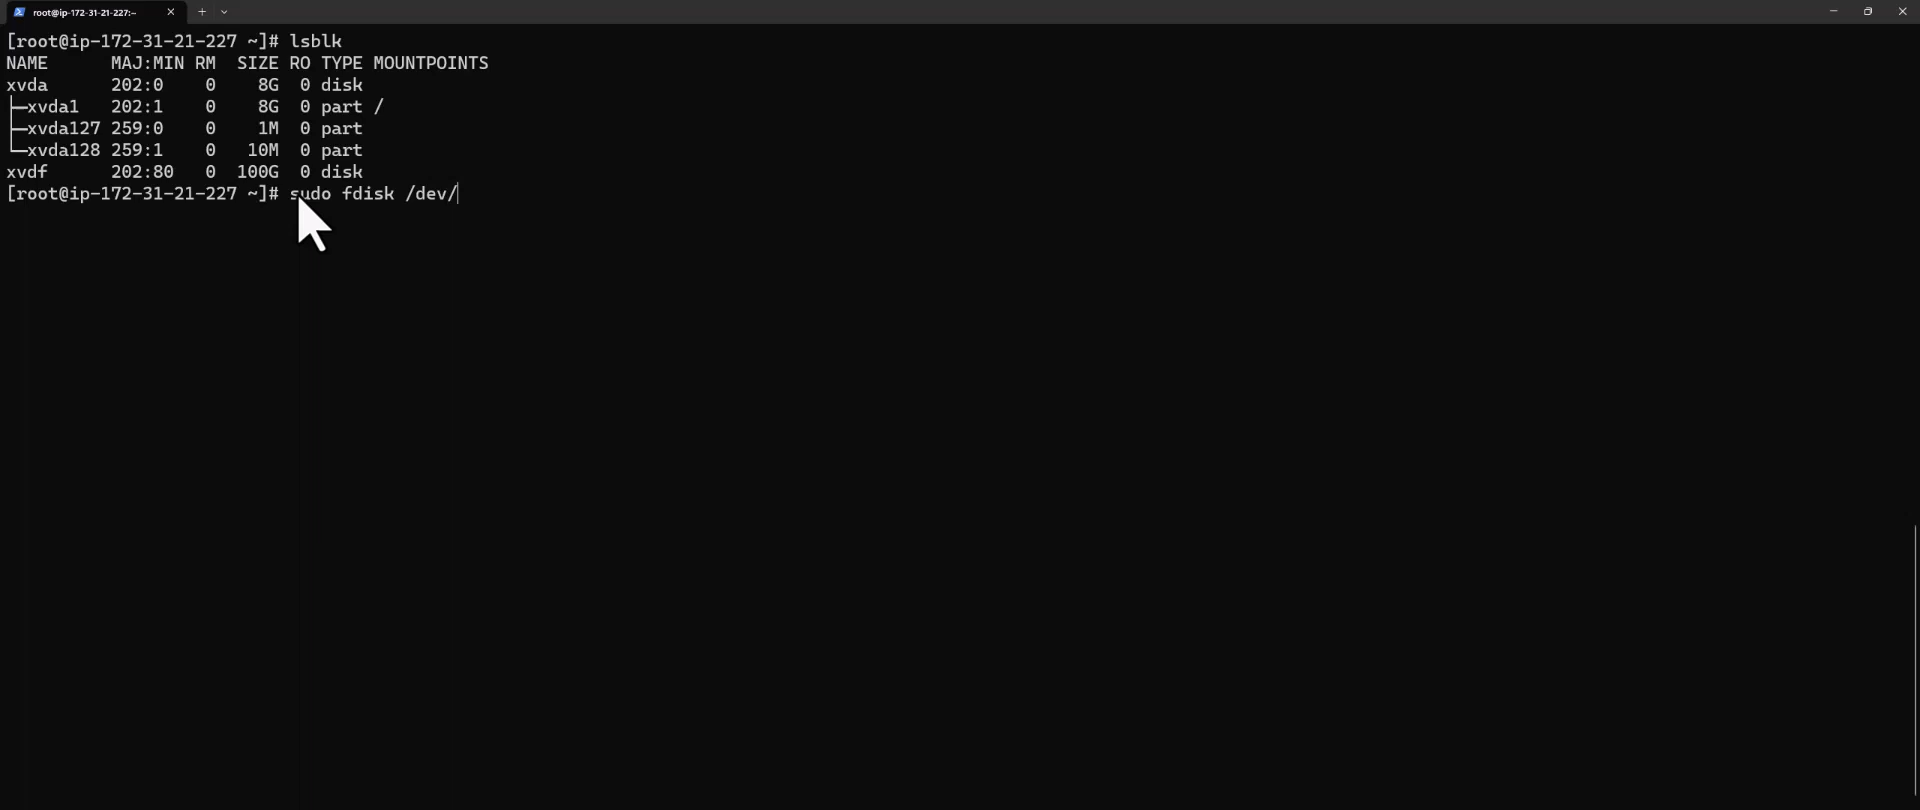 root@ip-172-31-21-227:~
[root@ip-172-31-21-227 ~]# lsblk
NAME      MAJ:MIN RM  SIZE RO TYPE MOUNTPOINTS
xvda      202:0    0    8G  0 disk
├─xvda1   202:1    0    8G  0 part /
├─xvda127 259:0    0    1M  0 part
└─xvda128 259:1    0   10M  0 part
xvdf      202:80   0  100G  0 disk
[root@ip-172-31-21-227 ~]# sudo fdisk /dev/